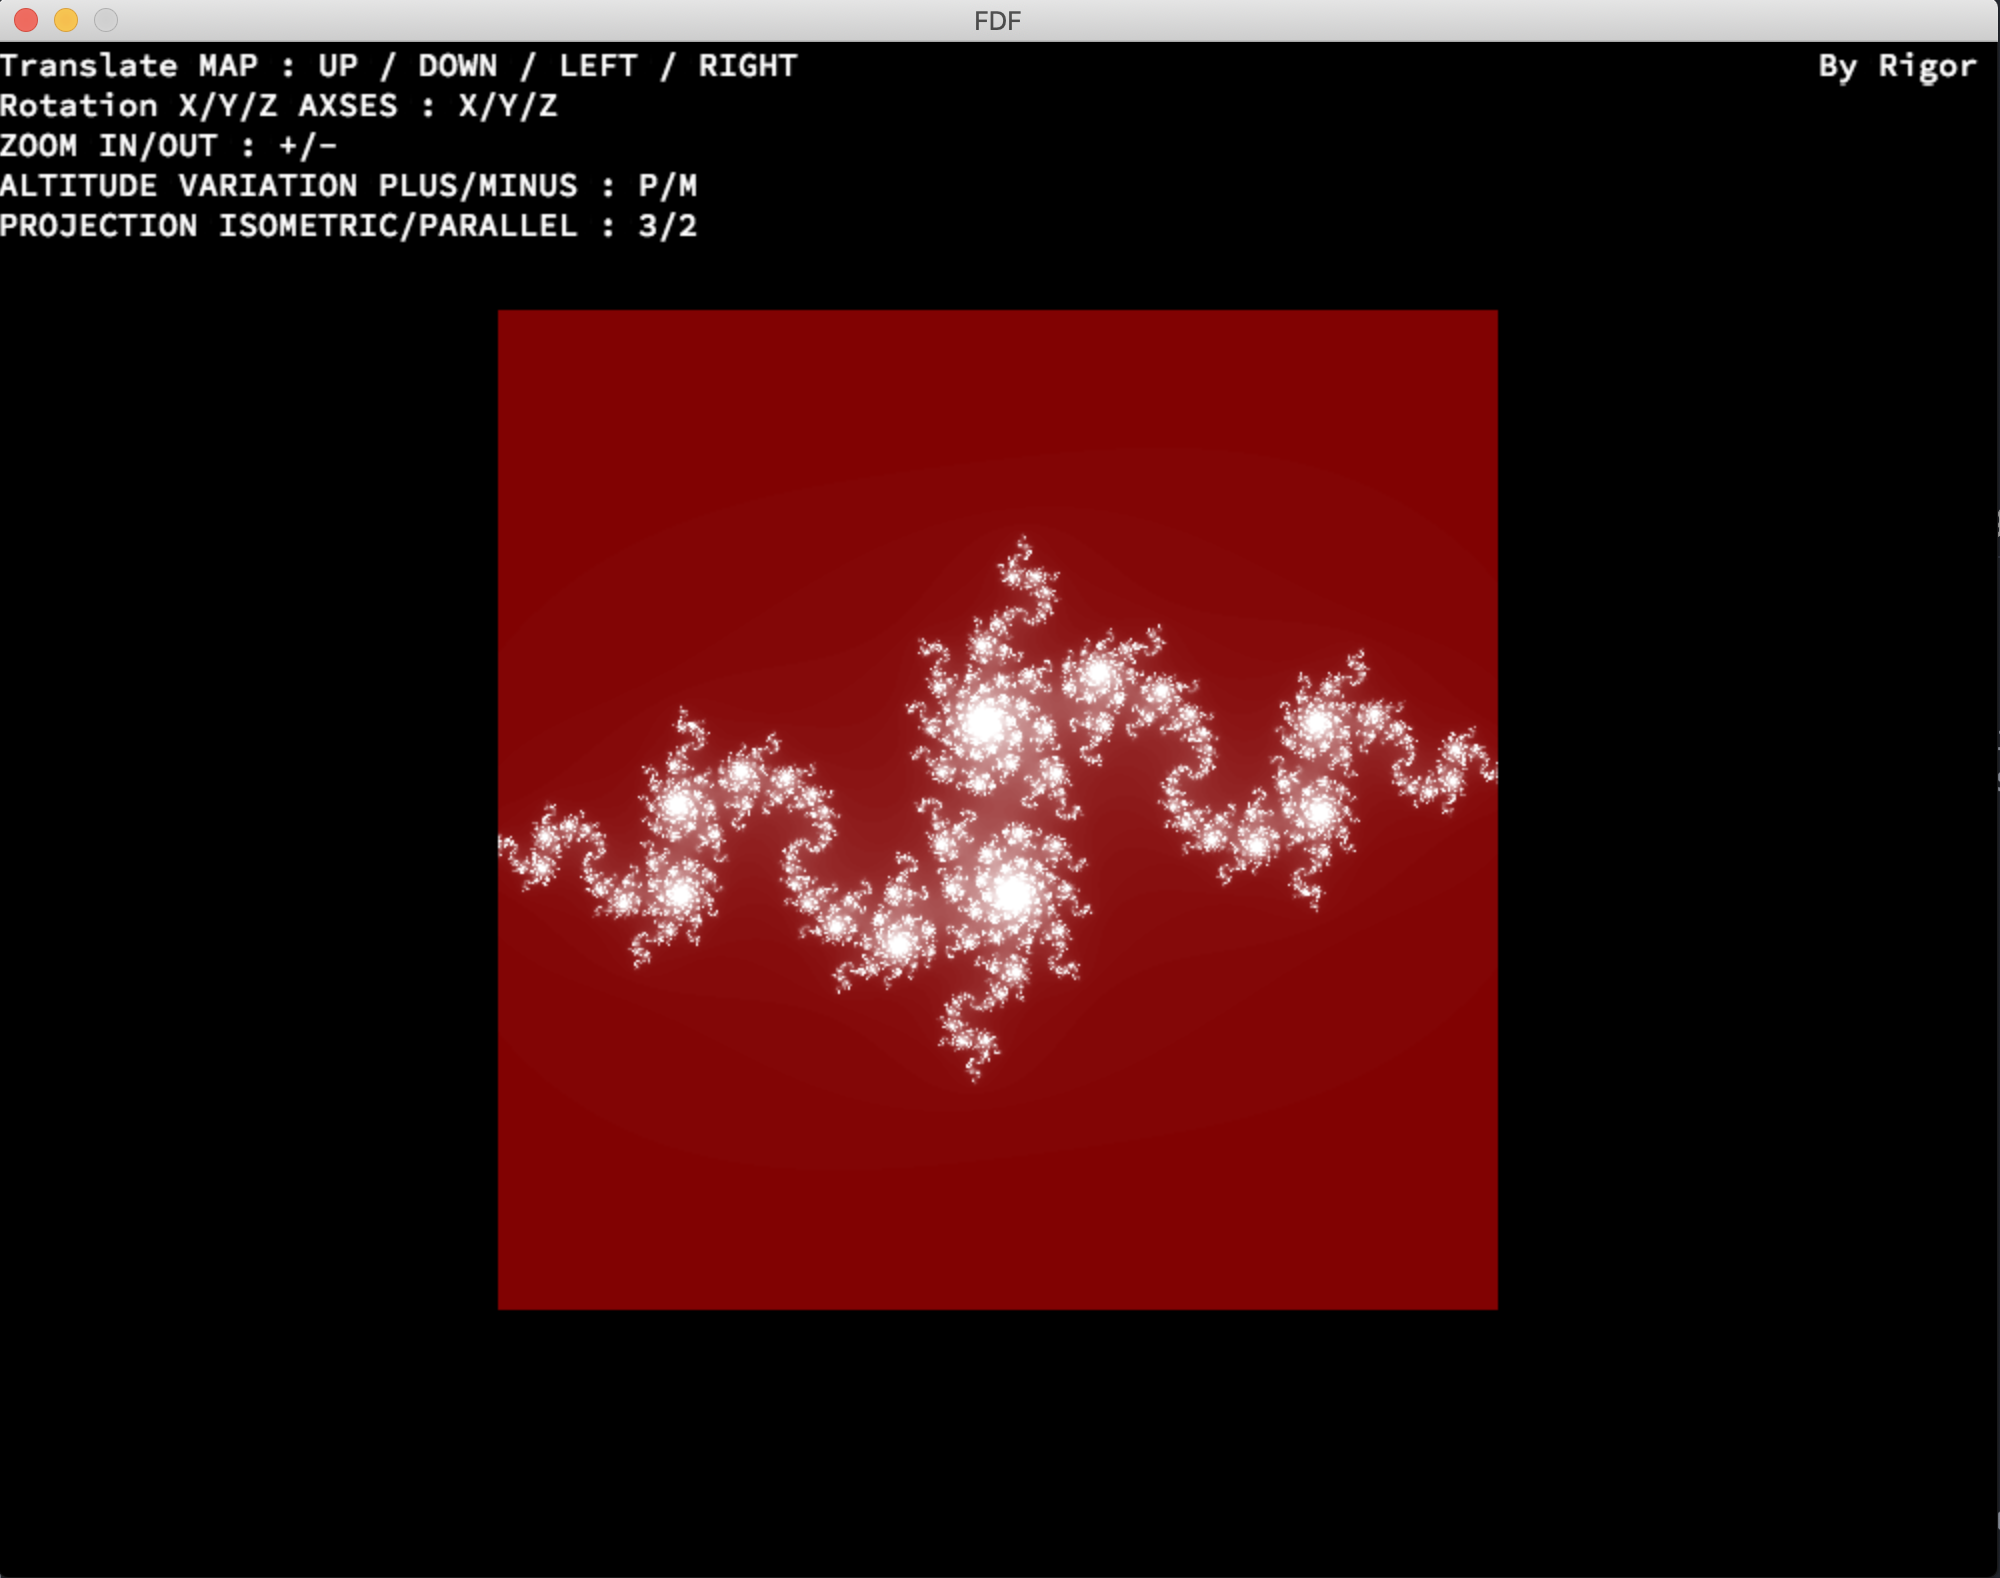 FDF
Translate MAP : UP / DOWN / LEFT / RIGHT
By Rigor
Rotation X/Y/Z AXSES : X/Y/Z
ZOOM IN/OUT : +/-
ALTITUDE VARIATION PLUS/MINUS : P/M
PROJECTION ISOMETRIC/PARALLEL : 3/2